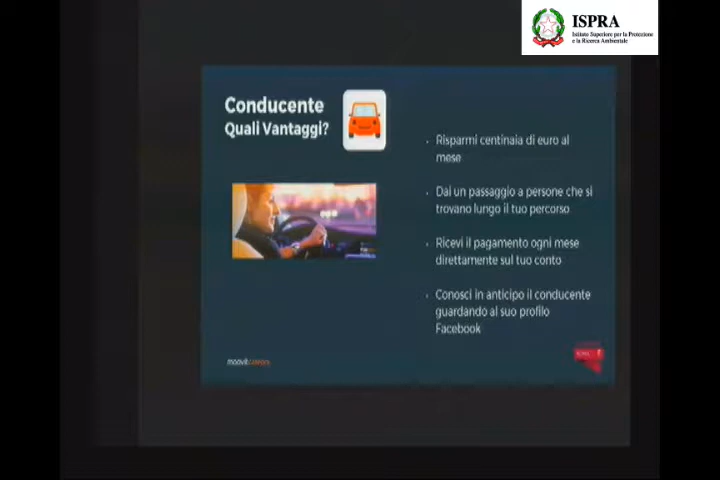 ISPRA
Istituto Superiore per la Protezione
e la Ricerca Ambientale
Conducente
Quali Vantaggi?
Risparmi centinaia di euro al
mese
Dai un passaggio a persone che si
trovano lungo il tuo percorso
Ricevi il pagamento ogni mese
direttamente sul tuo conto
Conosci in anticipo il conducente
guardando al suo profilo
Facebook
moovit